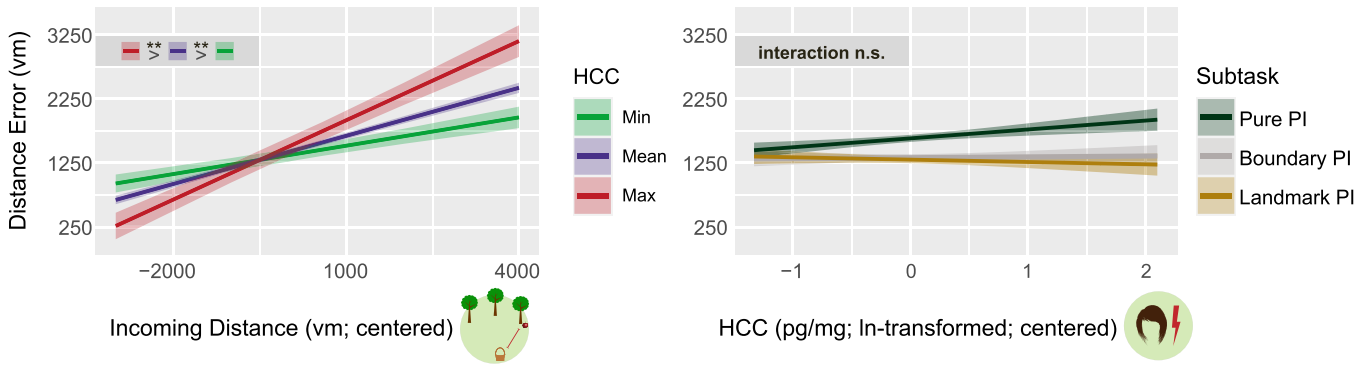 Distance Error (vm)
3250
2250
1250
250
** **
> >
−2000 1000 4000
Incoming Distance (vm; centered)
HCC
Min
Mean
Max
3250
2250
1250
250
interaction n.s.
−1 0 1 2
HCC (pg/mg; ln-transformed; centered)
Subtask
Pure PI
Boundary PI
Landmark PI